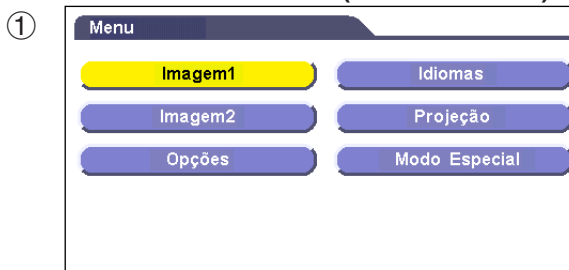 ①
Menu
Imagem1
Idiomas
Imagem2
Projeção
Opções
Modo Especial